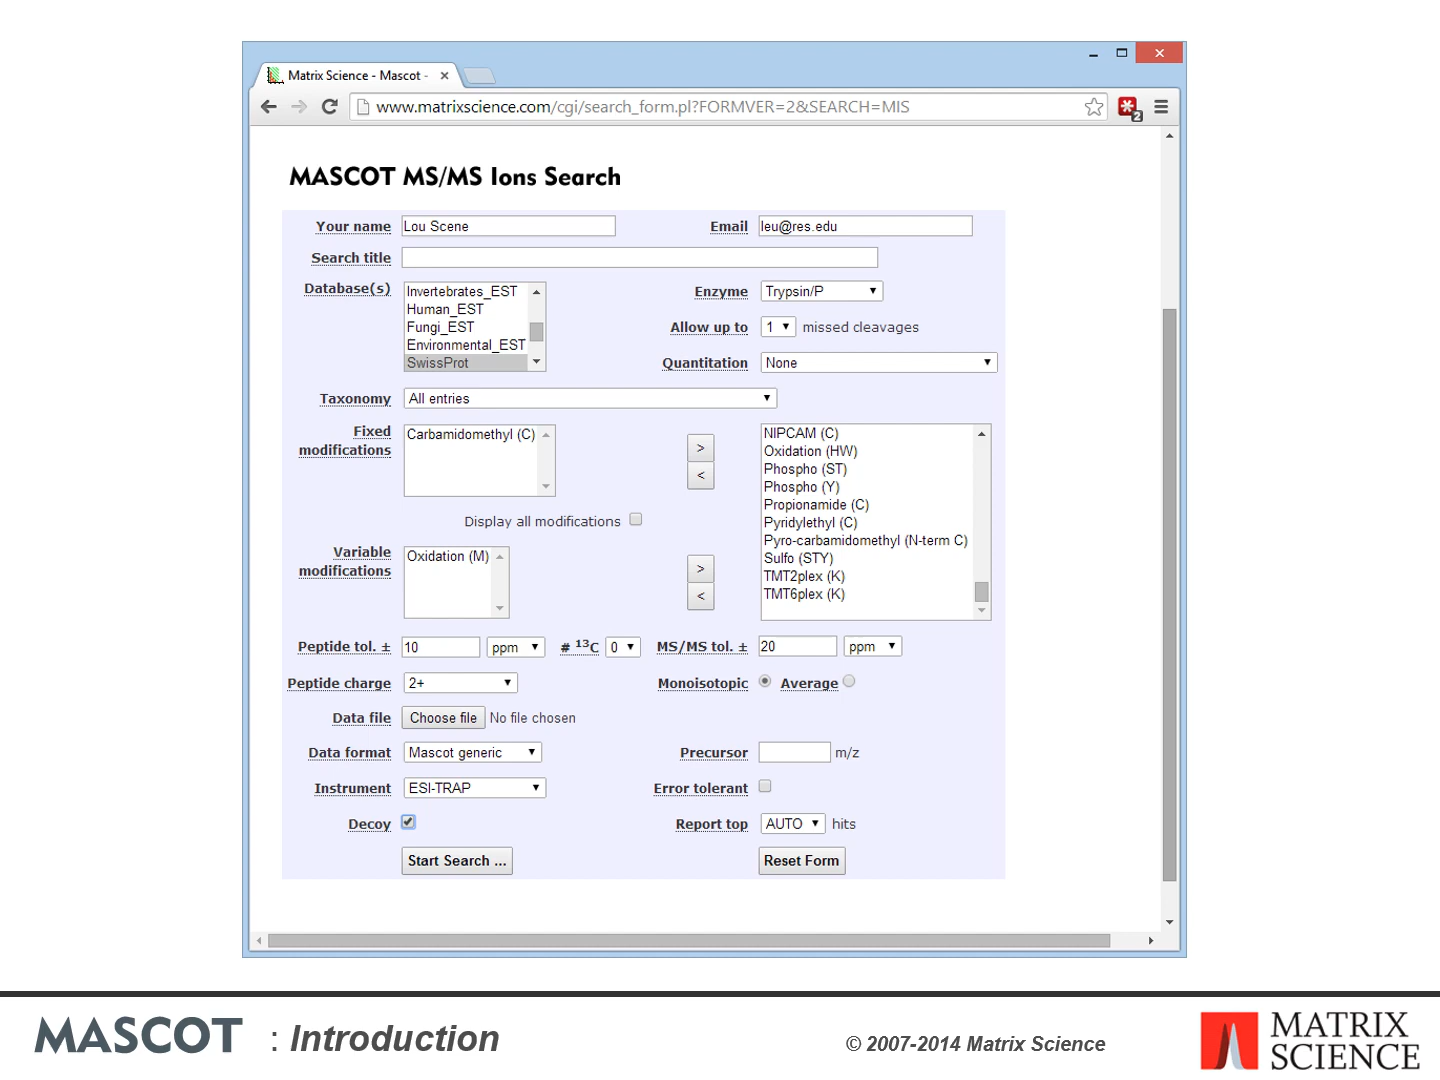 Matrix Science - Mascot -
www.matrixscience.com/cgi/search_form.pl?FORMVER=2&SEARCH=MIS
2
MASCOT MS/MS Ions Search
Your name Lou Scene Email leu@res.edu
Search title
Database(s) Invertebrates_EST
Human_EST
Fungi_EST
Environmental_EST
SwissProt
Enzyme Trypsin/P
Allow up to 1 missed cleavages
Quantitation None
Taxonomy All entries
Fixed modifications Carbamidomethyl (C)
>
<
Display all modifications
Variable modifications Oxidation (M)
>
<
NIPCAM (C)
Oxidation (HW)
Phospho (ST)
Phospho (Y)
Propionamide (C)
Pyridylethyl (C)
Pyro-carbamidomethyl (N-term C)
Sulfo (STY)
TMT2plex (K)
TMT6plex (K)
Peptide tol. ± 10 ppm # 13C 0 MS/MS tol. ± 20 ppm
Peptide charge 2+ Monoisotopic Average
Data file Choose file No file chosen
Data format Mascot generic Precursor m/z
Instrument ESI-TRAP Error tolerant
Decoy Report top AUTO hits
Start Search ... Reset Form
MASCOT : Introduction
© 2007-2014 Matrix Science
MATRIX
SCIENCE